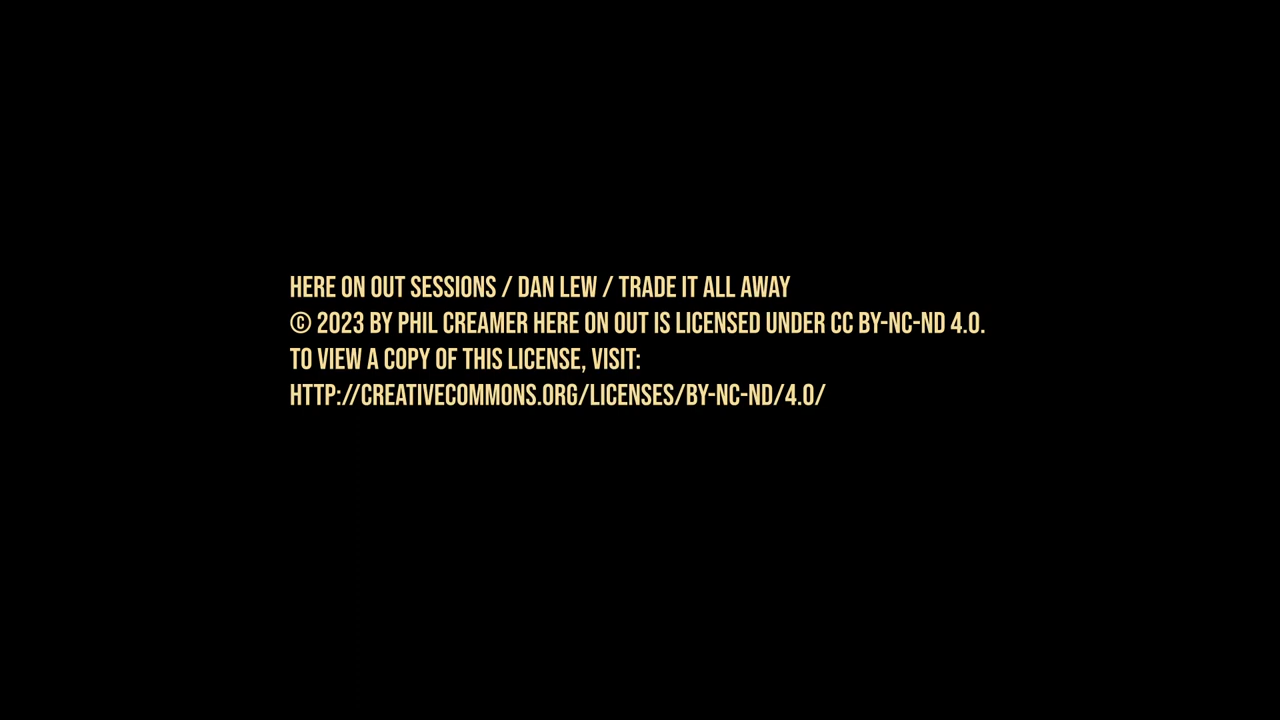 HERE ON OUT SESSIONS / DAN LEW / TRADE IT ALL AWAY
© 2023 BY PHIL CREAMER HERE ON OUT IS LICENSED UNDER CC BY-NC-ND 4.0.
TO VIEW A COPY OF THIS LICENSE, VISIT:
HTTP://CREATIVECOMMONS.ORG/LICENSES/BY-NC-ND/4.0/